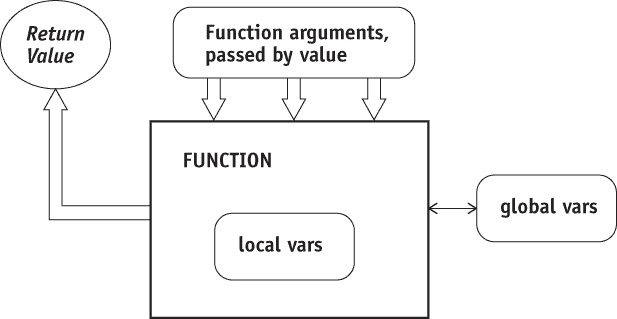 Return
Value
Function arguments,
passed by value
FUNCTION
local vars
global vars